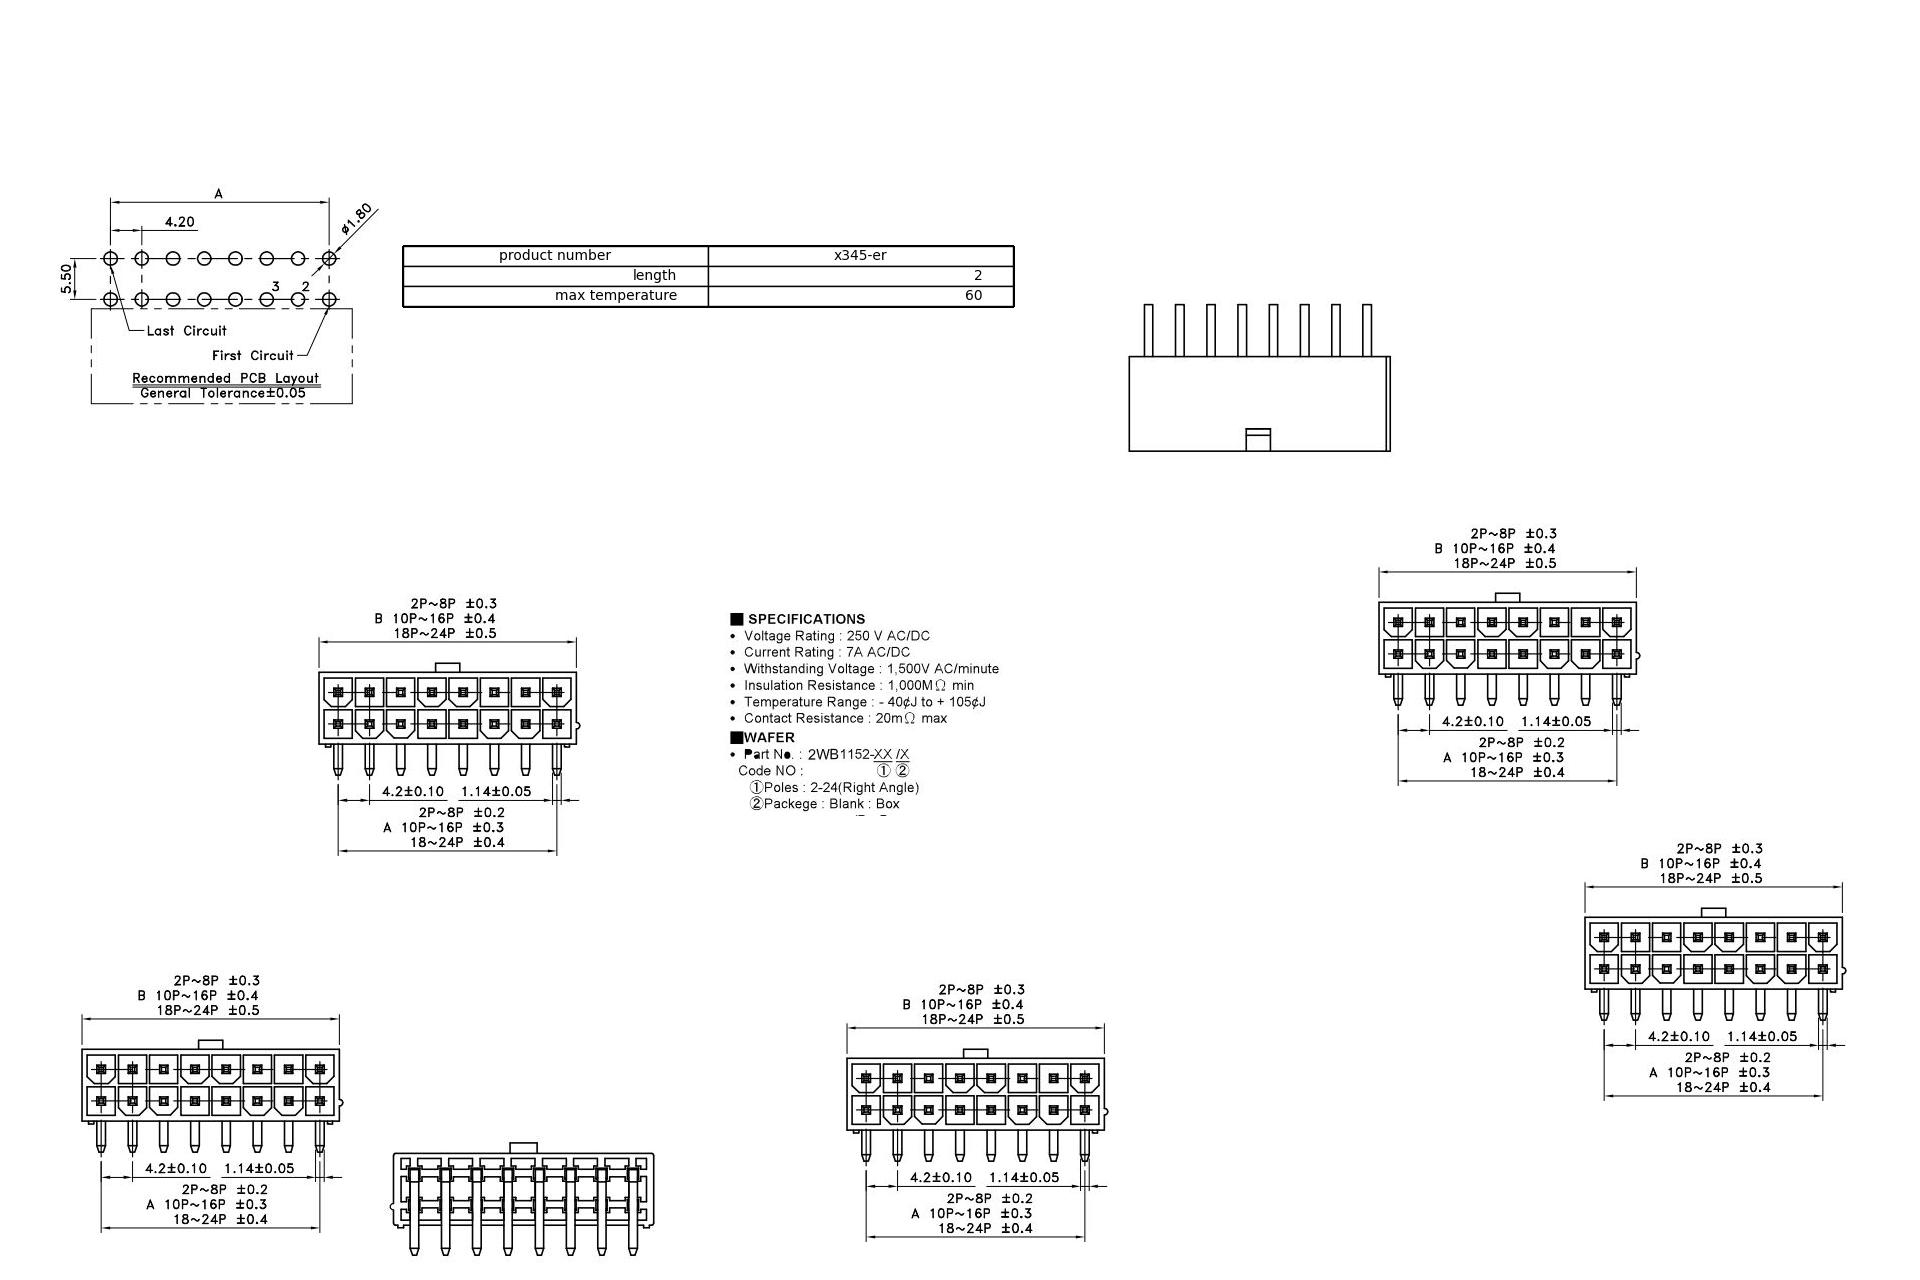 A
4.20
ø1.80
5.50
3 2
Last Circuit
First Circuit
Recommended PCB Layout
General Tolerance±0.05
product number x345-er
length 2
max temperature 60
2P~8P ±0.3
B 10P~16P ±0.4
18P~24P ±0.5
4.2±0.10 1.14±0.05
2P~8P ±0.2
A 10P~16P ±0.3
18~24P ±0.4
2P~8P ±0.3
B 10P~16P ±0.4
18P~24P ±0.5
4.2±0.10 1.14±0.05
2P~8P ±0.2
A 10P~16P ±0.3
18~24P ±0.4
■ SPECIFICATIONS
• Voltage Rating : 250 V AC/DC
• Current Rating : 7A AC/DC
• Withstanding Voltage : 1,500V AC/minute
• Insulation Resistance : 1,000MΩ min
• Temperature Range : - 40¢J to + 105¢J
• Contact Resistance : 20mΩ max
■WAFER
• Part No. : 2WB1152-XX /X
Code NO : ① ②
①Poles : 2-24(Right Angle)
②Packege : Blank : Box
2P~8P ±0.3
B 10P~16P ±0.4
18P~24P ±0.5
4.2±0.10 1.14±0.05
2P~8P ±0.2
A 10P~16P ±0.3
18~24P ±0.4
2P~8P ±0.3
B 10P~16P ±0.4
18P~24P ±0.5
4.2±0.10 1.14±0.05
2P~8P ±0.2
A 10P~16P ±0.3
18~24P ±0.4
2P~8P ±0.3
B 10P~16P ±0.4
18P~24P ±0.5
4.2±0.10 1.14±0.05
2P~8P ±0.2
A 10P~16P ±0.3
18~24P ±0.4